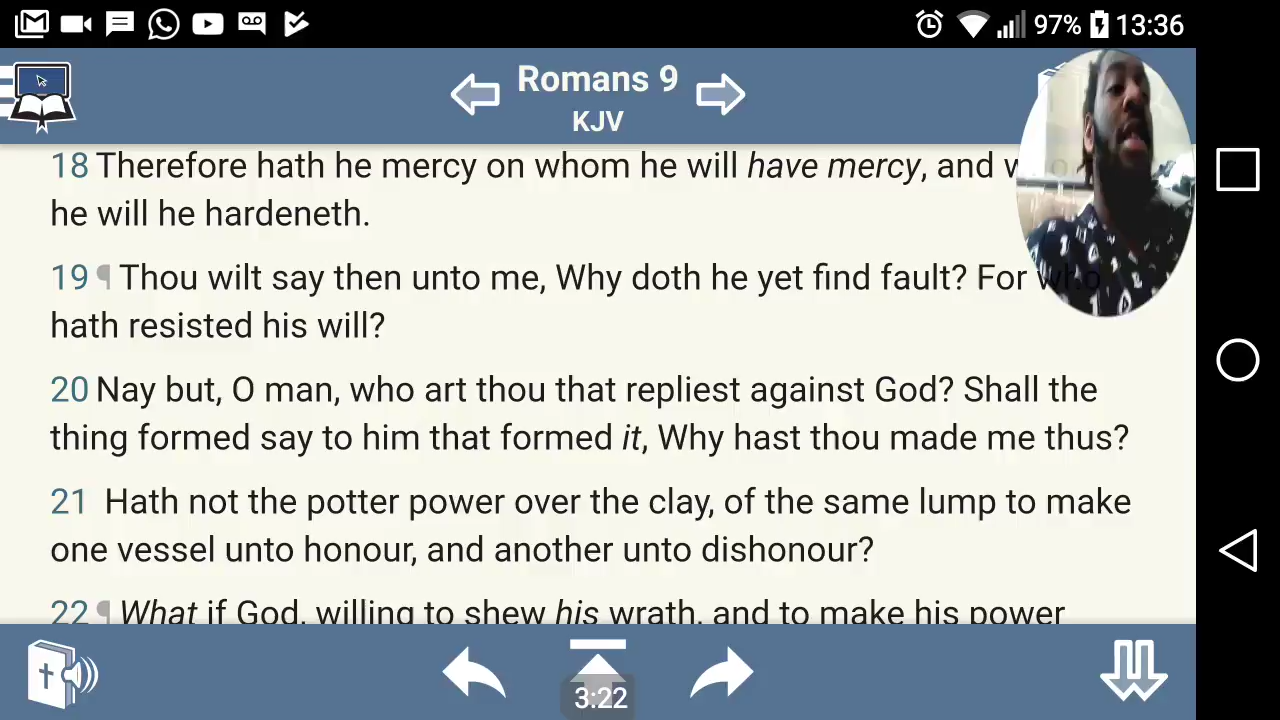 97% 13:36
Romans 9
KJV
18 Therefore hath he mercy on whom he will have mercy, and
he will he hardeneth.
19 ¶ Thou wilt say then unto me, Why doth he yet find fault? For who
hath resisted his will?
20 Nay but, O man, who art thou that repliest against God? Shall the
thing formed say to him that formed it, Why hast thou made me thus?
21 Hath not the potter power over the clay, of the same lump to make
one vessel unto honour, and another unto dishonour?
22 ¶ What if God, willing to shew his wrath, and to make his power
3:22